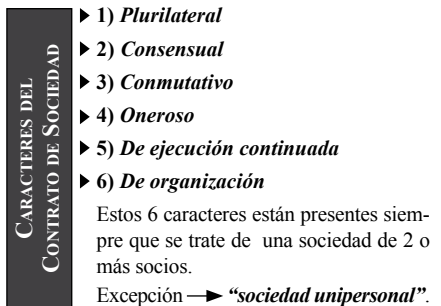 CARACTERES DEL
CONTRATO DE SOCIEDAD
1) Plurilateral
2) Consensual
3) Conmutativo
4) Oneroso
5) De ejecución continuada
6) De organización
Estos 6 caracteres están presentes siem-
pre que se trate de una sociedad de 2 o
más socios.
Excepción → “sociedad unipersonal”.